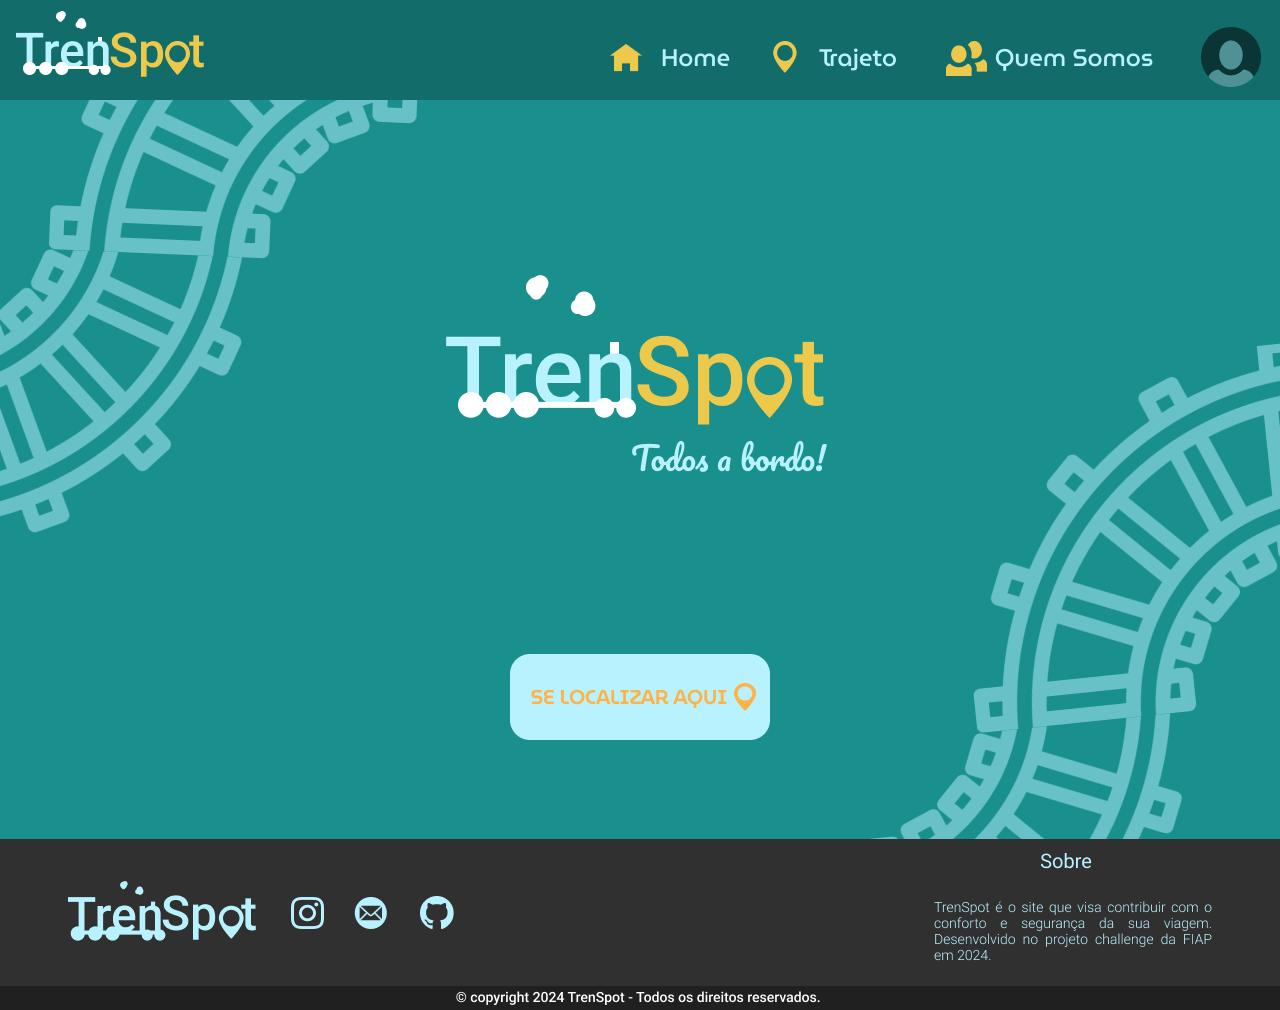 TrenSpot
Home
Trajeto
Quem Somos
TrenSpot
Todos a bordo!
SE LOCALIZAR AQUI
TrenSpot
Sobre
TrenSpot é o site que visa contribuir com o
conforto e segurança da sua viagem.
Desenvolvido no projeto challenge da FIAP
em 2024.
© copyright 2024 TrenSpot - Todos os direitos reservados.